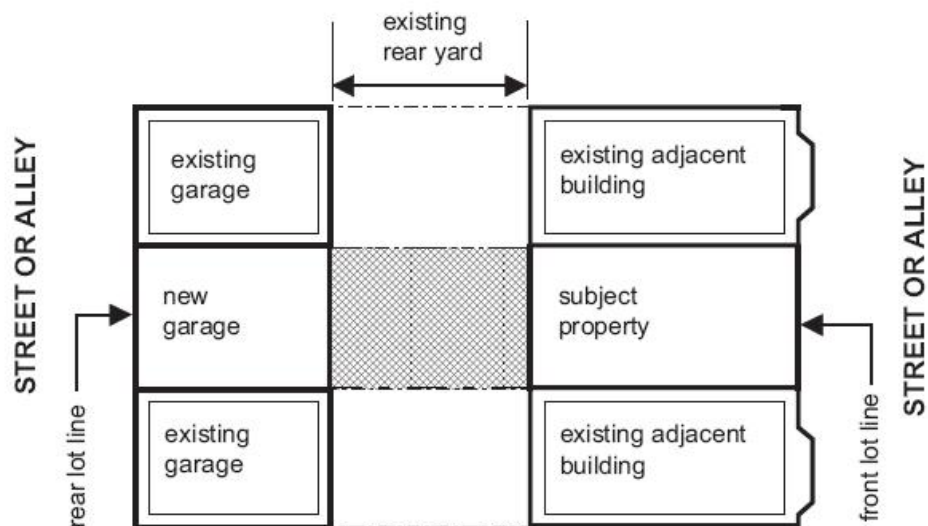 existing
rear yard
STREET OR ALLEY
existing
garage
existing adjacent
building
STREET OR ALLEY
new
garage
subject
property
rear lot line
existing
garage
existing adjacent
building
front lot line